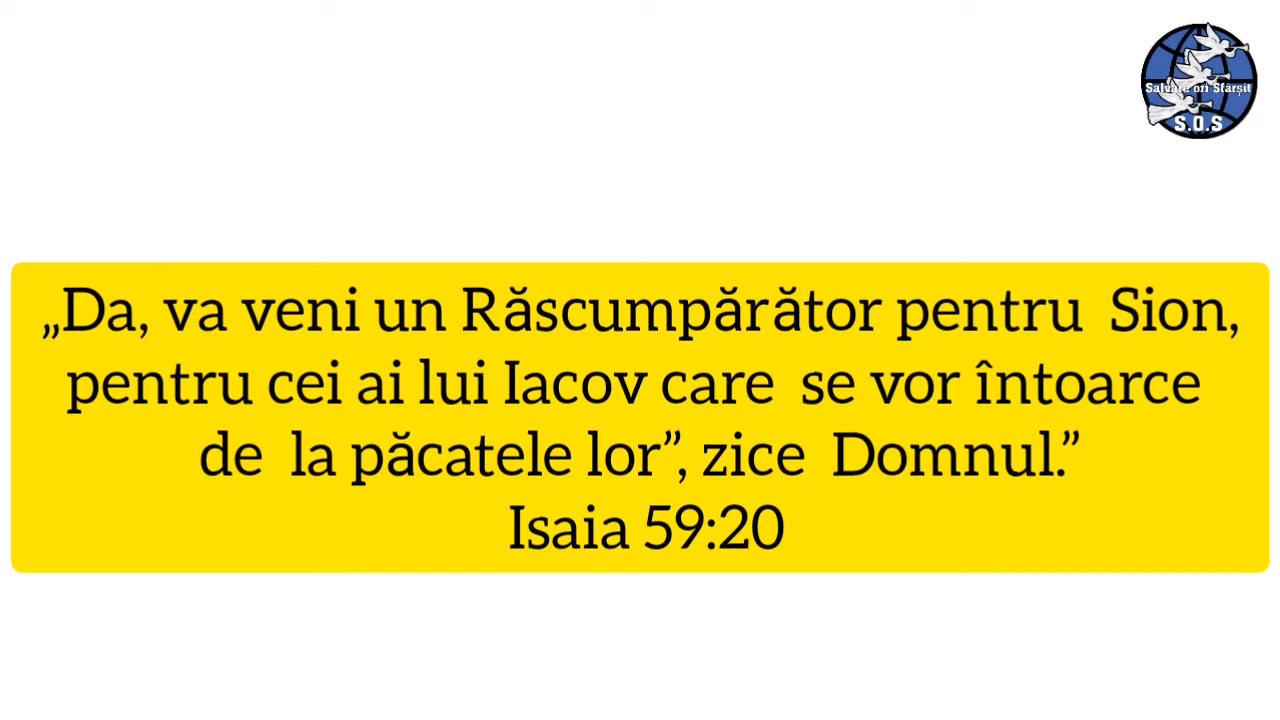 Salvare ori Sfârșit
S.O.S
„Da, va veni un Răscumpărător pentru Sion,
pentru cei ai lui Iacov care se vor întoarce
de la păcatele lor”, zice Domnul.”
Isaia 59:20